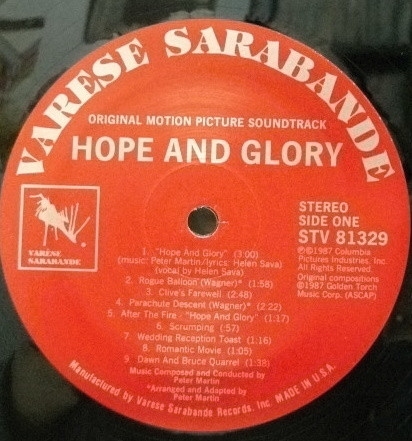 VARESE SARABANDE
ORIGINAL MOTION PICTURE SOUNDTRACK
HOPE AND GLORY
VARÈSE
SARABANDE
STEREO
SIDE ONE
STV 81329
℗©1987 Columbia
Pictures Industries, Inc.
All Rights Reserved.
Original compositions
©1987 Golden Torch
Music Corp. (ASCAP)
1. "Hope And Glory" (3:00)
(music: Peter Martin/lyrics: Helen Sava)
(vocal by Helen Sava)
2. Rogue Balloon (Wagner)* (1:58)
3. Clive's Farewell (2:48)
4. Parachute Descent (Wagner)* (2:22)
5. After The Fire - "Hope And Glory" (1:17)
6. Scrumping (:57)
7. Wedding Reception Toast (1:16)
8. Romantic Movie (1:05)
9. Dawn And Bruce Quarrel (1:38)
Music Composed and Conducted by
Peter Martin
*Arranged and Adapted by
Peter Martin
Manufactured by Varese Sarabande Records, Inc. MADE IN U.S.A.